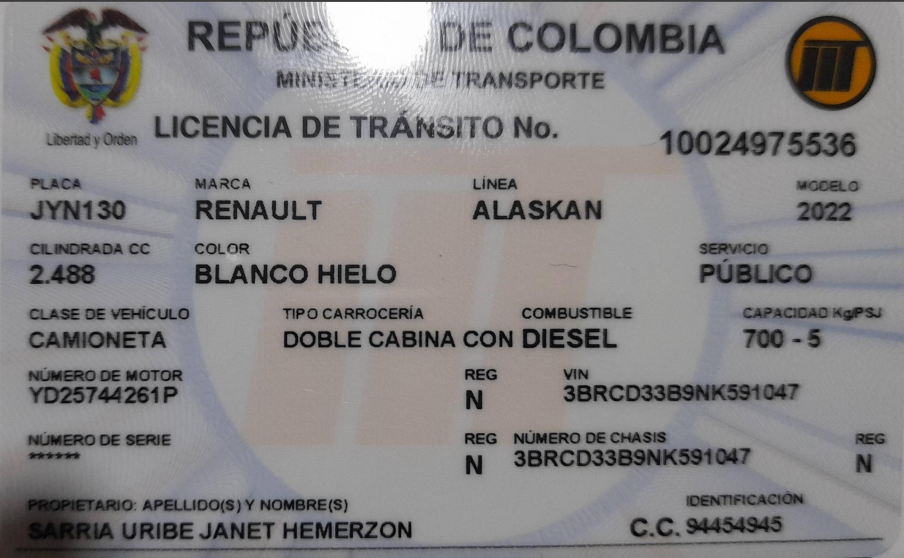 REPÚB DE COLOMBIA
MINISTERIO DE TRANSPORTE
Libertad y Orden
LICENCIA DE TRÁNSITO No. 10024975536
PLACA MARCA LÍNEA MODELO
JYN130 RENAULT ALASKAN 2022
CILINDRADA CC COLOR SERVICIO
2.488 BLANCO HIELO PÚBLICO
CLASE DE VEHÍCULO TIPO CARROCERÍA COMBUSTIBLE CAPACIDAD Kg/PSJ
CAMIONETA DOBLE CABINA CON DIESEL 700 - 5
NÚMERO DE MOTOR REG VIN
YD25744261P N 3BRCD33B9NK591047
NÚMERO DE SERIE REG NÚMERO DE CHASIS REG
****** N 3BRCD33B9NK591047 N
PROPIETARIO: APELLIDO(S) Y NOMBRE(S) IDENTIFICACIÓN
SARRIA URIBE JANET HEMERZON C.C. 94454945